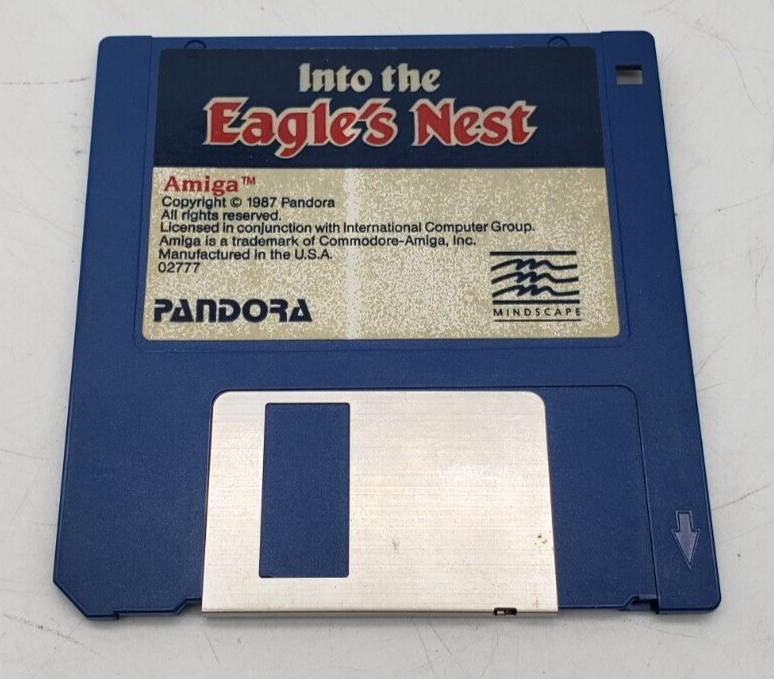 Into the
Eagle's Nest
Amiga™
Copyright © 1987 Pandora
All rights reserved.
Licensed in conjunction with International Computer Group.
Amiga is a trademark of Commodore-Amiga, Inc.
Manufactured in the U.S.A.
02777
PANDORA
MINDSCAPE